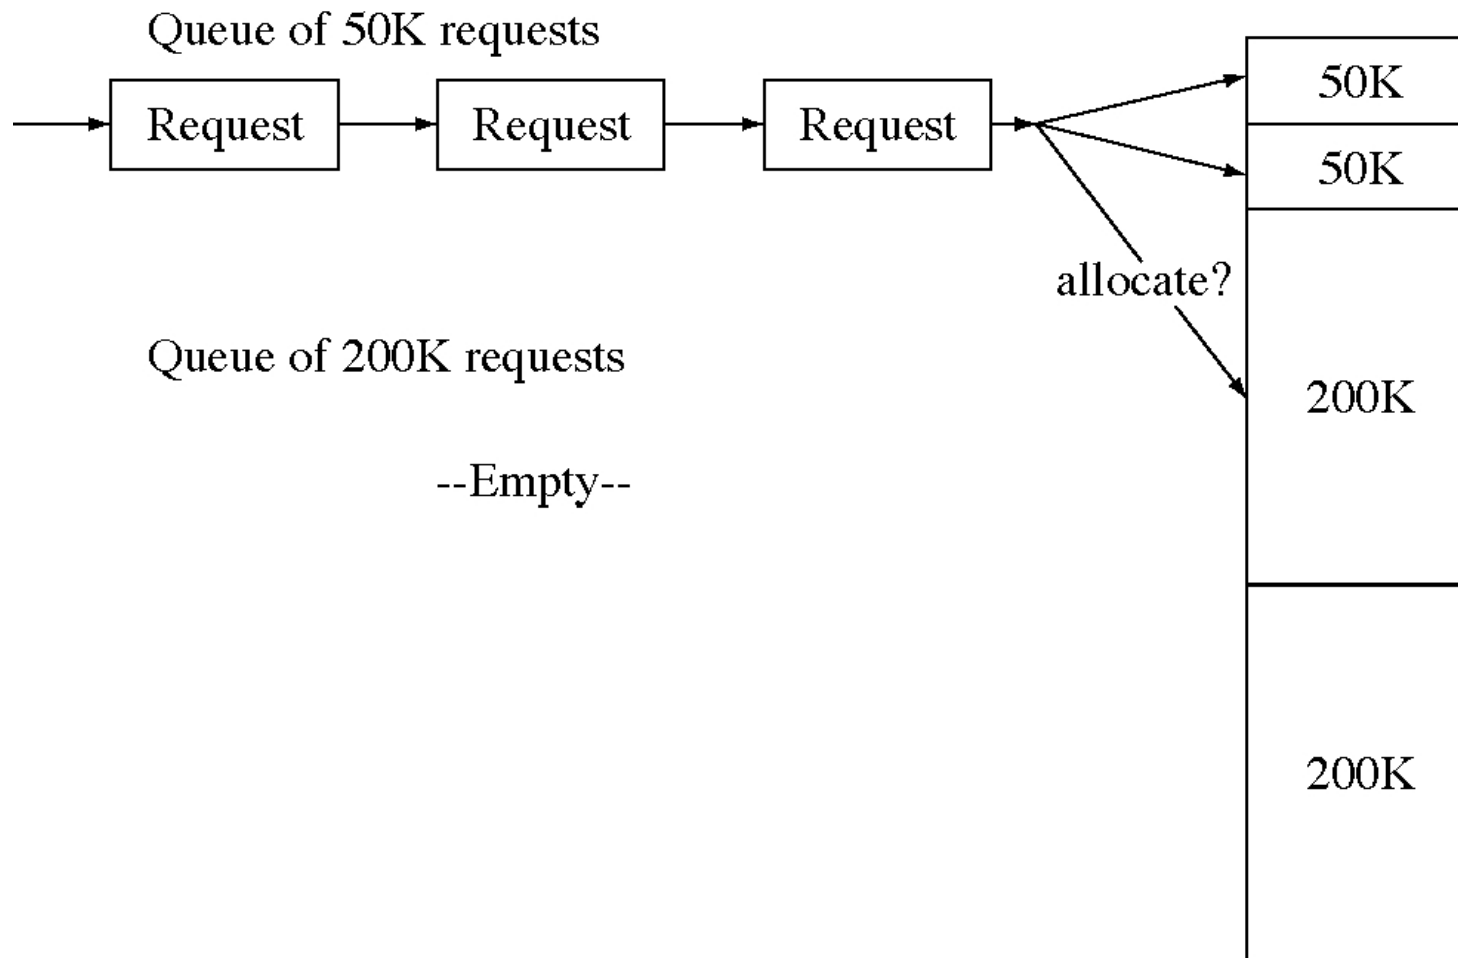 Queue of 50K requests
Request
Request
Request
50K
50K
allocate?
200K
Queue of 200K requests
--Empty--
200K